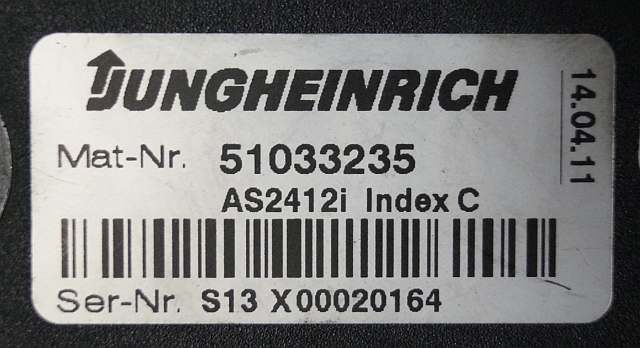 JUNGHEINRICH
14.04.11
Mat-Nr. 51033235
AS2412i Index C
Ser-Nr. S13 X00020164